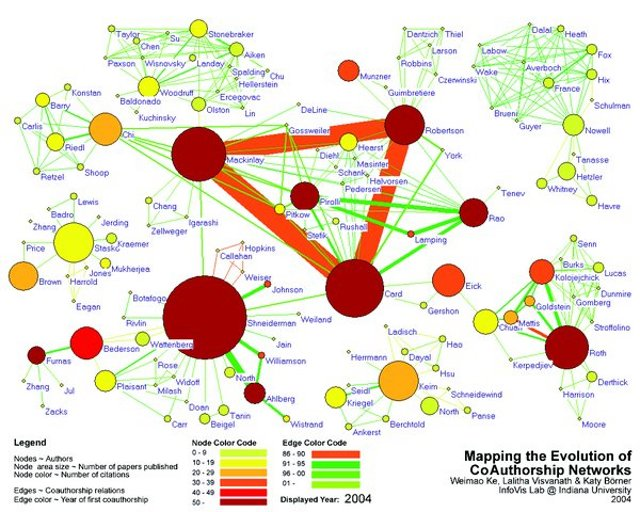 Taylor
Su
Stonebraker
Chen
Aiken
Paxson
Wisnovsky
Landay
Spalding
Chu
Hellerstein
Woodruff
Ercegovac
Baldonado
Olston
Lin
Kuchinsky
Konstan
Barry
Carlis
Chi
Riedl
Retzel
Shoop
DeLine
Gossweiler
Mackinlay
Munzner
Dantzich
Thiel
Larson
Robbins
Czerwinski
Guimbretiere
Robertson
Hearst
York
Diehl
Masinter
Schank
Halvorsen
Pedersen
Pirolli
Pitkow
Rushall
Stefik
Lamping
Rao
Tenev
Dalal
Heath
Labow
Fox
Wake
Averboch
Hix
France
Schulman
Brueni
Guyer
Nowell
Tanasse
Hetzler
Whitney
Havre
Lewis
Badro
Jerding
Zhang
Kraemer
Price
Stasko
Mukherjea
Jones
Brown
Harrold
Eagan
Chang
Zellweger
Igarashi
Hopkins
Callahan
Weiser
Johnson
Botafogo
Shneiderman
Rivlin
Weiland
Card
Eick
Gershon
Senn
Burks
Kolojejchick
Lucas
Dunmire
Goldstein
Gomberg
Chuah
Mattis
Stroffolino
Roth
Kerpedjiev
Derthick
Harrison
Moore
Wattenberg
Jain
Bederson
Williamson
Furnas
Rose
North
Plaisant
Widoff
Milash
Ahlberg
Zhang
Jul
Doan
Tanin
Zacks
Carr
Beigel
Wistrand
Ladisch
Hao
Herrmann
Dayal
Hsu
Keim
Seidl
Schneidewind
Kriegel
North
Panse
Berchtold
Ankerst
Legend
Nodes ~ Authors
Node area size ~ Number of papers published
Node color ~ Number of citations
Edges ~ Coauthorship relations
Edge color ~ Year of first coauthorship
Node Color Code
0 - 9
10 - 19
20 - 29
30 - 39
40 - 49
50 -
Edge Color Code
86 - 90
91 - 95
96 - 00
01 -
Displayed Year: 2004
Mapping the Evolution of
CoAuthorship Networks
Weimao Ke, Lalitha Visvanath & Katy Börner
InfoVis Lab @ Indiana University
2004